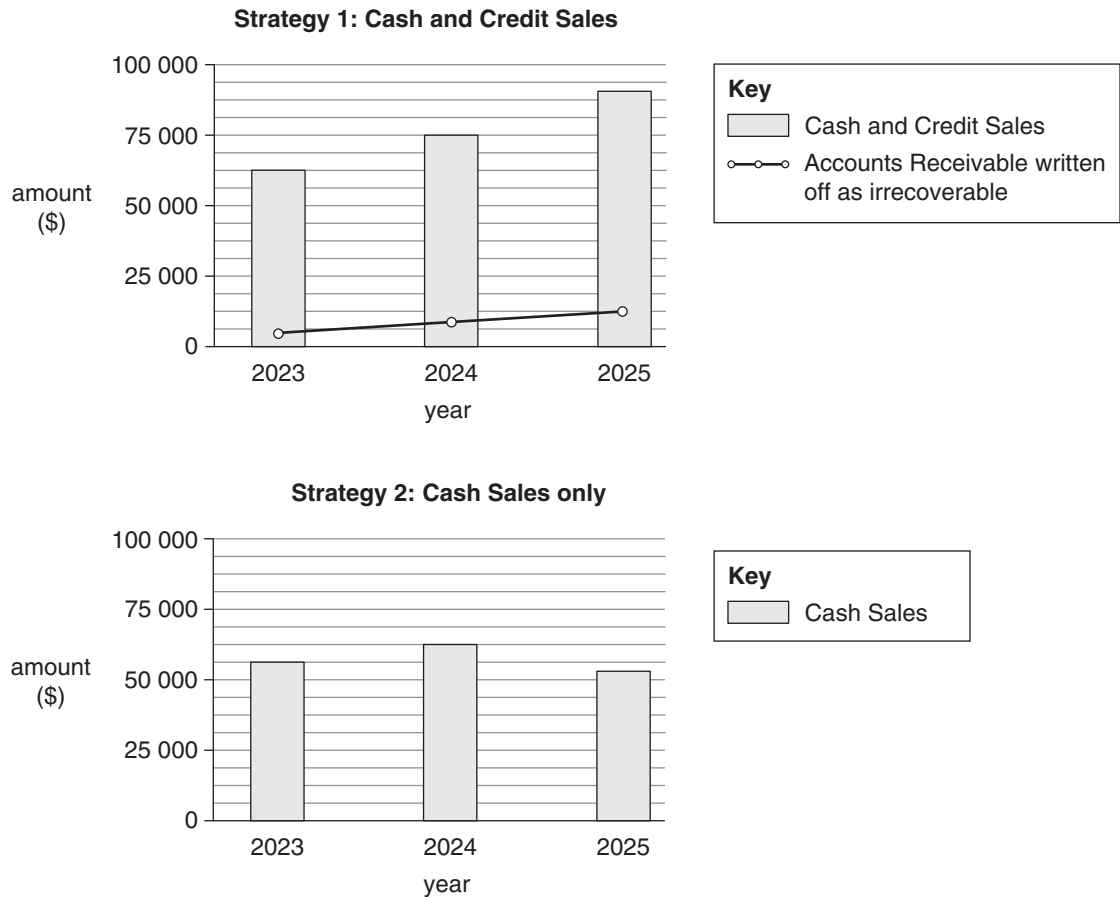 Strategy 1: Cash and Credit Sales
100 000
75 000
50 000
25 000
0
amount
($)
2023
2024
2025
year
Key
Cash and Credit Sales
Accounts Receivable written
off as irrecoverable
Strategy 2: Cash Sales only
100 000
75 000
50 000
25 000
0
amount
($)
2023
2024
2025
year
Key
Cash Sales